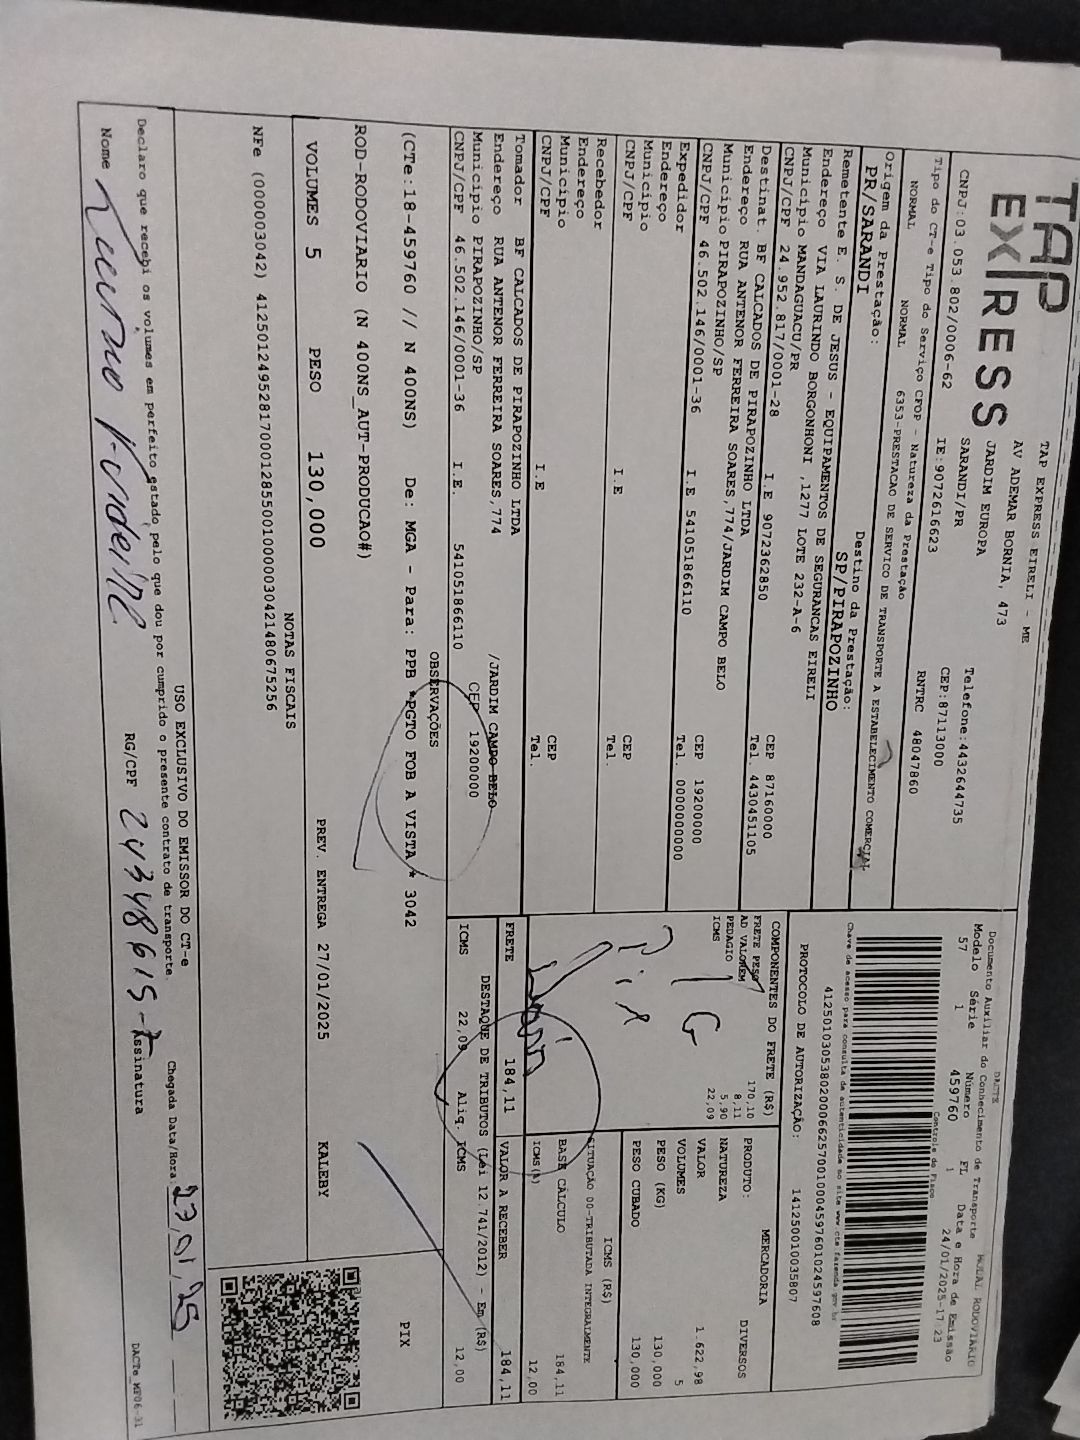 TAP
EXPRESS
TAP EXPRESS EIRELI - ME
AV ADEMAR BORNIA, 473
JARDIM EUROPA
SARANDI/PR
Telefone:4432644735
CEP:87113000
CNPJ:03.053.802/0006-62
IE:9072616623
RNTRC 48047860
DACTE
Documento Auxiliar do Conhecimento de Transporte
MODAL RODOVIARIO
Modelo Série Número FL Data e Hora de Emissão
57 1 459760 1 24/01/2025-17:23
Controle do Fisco
Chave de acesso para consulta de autenticidade no site www.cte.fazenda.gov.br
41250103053802000662570010004597601024597608
PROTOCOLO DE AUTORIZAÇÃO: 141250010035807
Tipo do CT-e Tipo do Serviço CFOP - Natureza da Prestação
NORMAL NORMAL 6353-PRESTACAO DE SERVICO DE TRANSPORTE A ESTABELECIMENTO COMERCIAL
Origem da Prestação: Destino da Prestação:
PR/SARANDI SP/PIRAPOZINHO
Remetente E. S. DE JESUS - EQUIPAMENTOS DE SEGURANCAS EIRELI
Endereço VIA LAURINDO BORGONHONI ,1277 LOTE 232-A-6
Município MANDAGUACU/PR CEP 87160000
CNPJ/CPF 24.952.817/0001-28 I.E 9072362850 Tel. 4430451105
Destinat. BF CALCADOS DE PIRAPOZINHO LTDA
Endereço RUA ANTENOR FERREIRA SOARES,774/JARDIM CAMPO BELO
Município PIRAPOZINHO/SP CEP 19200000
CNPJ/CPF 46.502.146/0001-36 I.E 541051866110 Tel. 0000000000
Expedidor
Endereço
Município CEP
CNPJ/CPF I.E Tel.
Recebedor
Endereço
Município CEP
CNPJ/CPF I.E Tel.
Tomador BF CALCADOS DE PIRAPOZINHO LTDA
Endereço RUA ANTENOR FERREIRA SOARES,774 /JARDIM CAMPO BELO
Município PIRAPOZINHO/SP CEP 19200000
CNPJ/CPF 46.502.146/0001-36 I.E. 541051866110
COMPONENTES DO FRETE (R$)
FRETE PESO 170,10
AD VALOREM 8,11
PEDAGIO 5,90
ICMS 22,09
FRETE 184,11
MERCADORIA
PRODUTO: DIVERSOS
NATUREZA
VALOR 1.622,98
VOLUMES 5
PESO (KG) 130,000
PESO CUBADO 130,000
ICMS (R$)
SITUAÇÃO 00-TRIBUTADA INTEGRALMENTE
BASE CÁLCULO 184,11
ICMS(%) 12,00
VALOR A RECEBER 184,11
DESTAQUE DE TRIBUTOS (Lei 12.741/2012) - Em (R$)
ICMS 22,09 Alíq. ICMS 12,00
OBSERVAÇÕES
(CTe:18-459760 // N 400NS) De: MGA - Para: PPB *PGTO FOB A VISTA * 3042
ROD-RODOVIARIO (N 400NS_AUT-PRODUCAO#)
PIX
VOLUMES 5 PESO 130,000 PREV. ENTREGA 27/01/2025 KALEBY
NOTAS FISCAIS
NFe (000003042) 41250124952817000128550010000030421480675256
USO EXCLUSIVO DO EMISSOR DO CT-e
Declaro que recebi os volumes em perfeito estado pelo que dou por cumprido o presente contrato de transporte.
Chegada Data/Hora 27/01/25
Nome RG/CPF 24348615-7 Assinatura
DACTe MF06-31